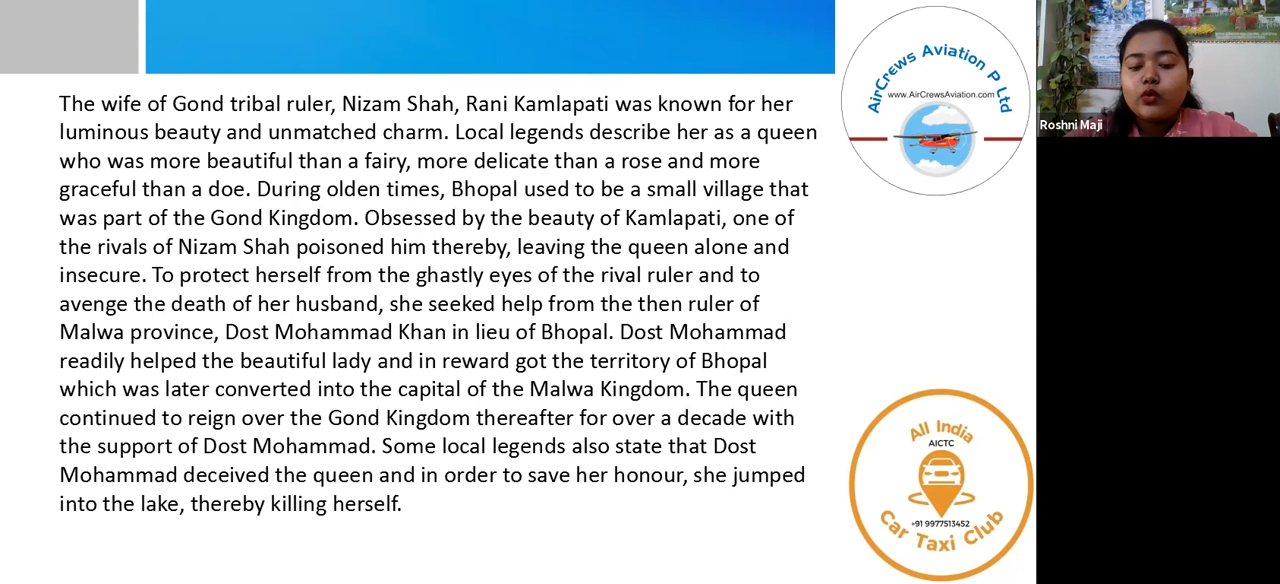 The wife of Gond tribal ruler, Nizam Shah, Rani Kamlapati was known for her
luminous beauty and unmatched charm. Local legends describe her as a queen
who was more beautiful than a fairy, more delicate than a rose and more
graceful than a doe. During olden times, Bhopal used to be a small village that
was part of the Gond Kingdom. Obsessed by the beauty of Kamlapati, one of
the rivals of Nizam Shah poisoned him thereby, leaving the queen alone and
insecure. To protect herself from the ghastly eyes of the rival ruler and to
avenge the death of her husband, she seeked help from the then ruler of
Malwa province, Dost Mohammad Khan in lieu of Bhopal. Dost Mohammad
readily helped the beautiful lady and in reward got the territory of Bhopal
which was later converted into the capital of the Malwa Kingdom. The queen
continued to reign over the Gond Kingdom thereafter for over a decade with
the support of Dost Mohammad. Some local legends also state that Dost
Mohammad deceived the queen and in order to save her honour, she jumped
into the lake, thereby killing herself.
AirCrews Aviation P Ltd
www.AirCrewsAviation.com
Roshni Maji
All India
AICTC
+91 9977513452
Car Taxi Club